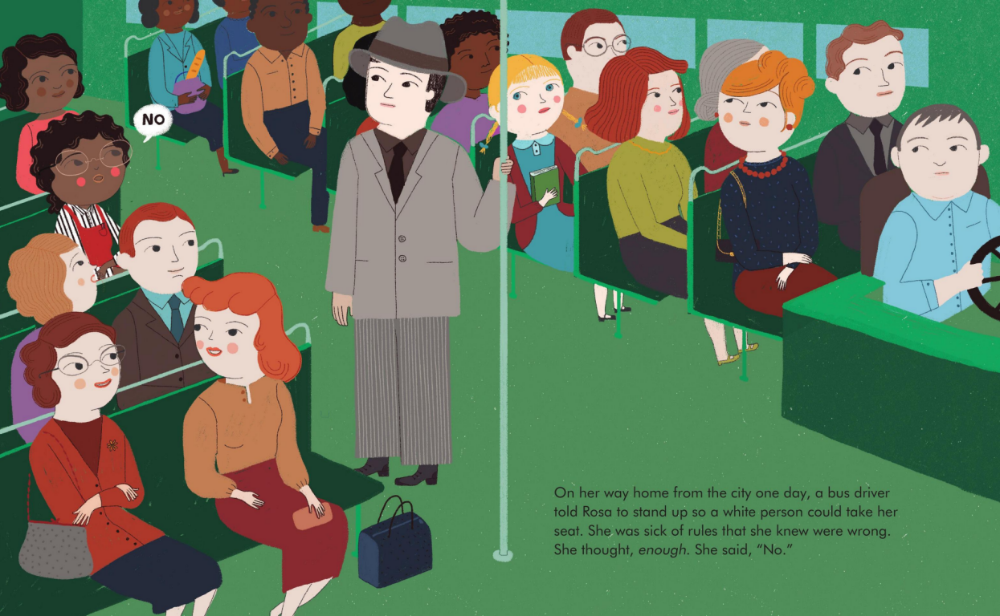 NO
On her way home from the city one day, a bus driver
told Rosa to stand up so a white person could take her
seat. She was sick of rules that she knew were wrong.
She thought, enough. She said, “No.”